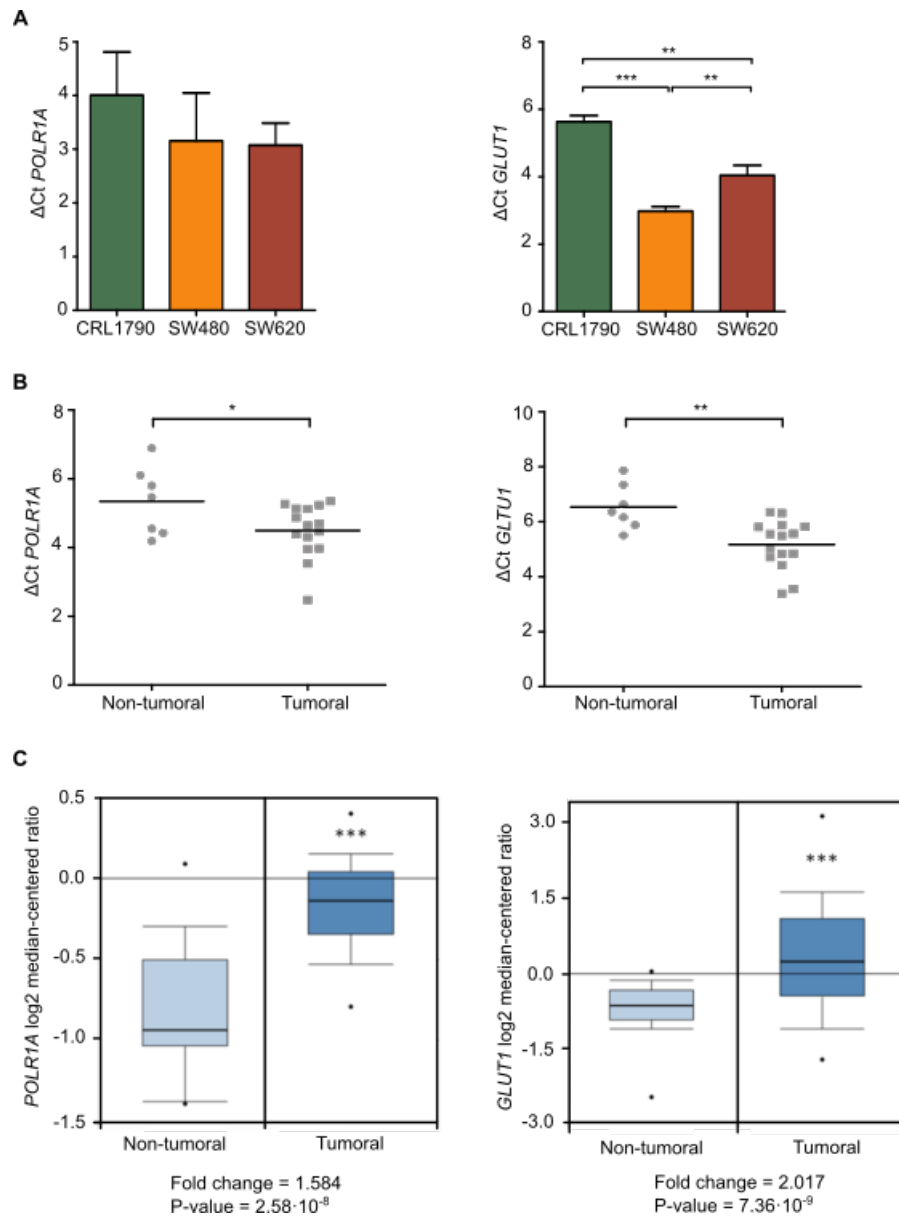 A
ΔCt POLR1A
5
4
3
2
1
0
CRL1790 SW480 SW620
ΔCt GLUT1
8
6
4
2
0
**
*** **
CRL1790 SW480 SW620
B
ΔCt POLR1A
8
6
4
2
0
*
Non-tumoral Tumoral
ΔCt GLTU1
10
8
6
4
2
0
**
Non-tumoral Tumoral
C
POLR1A log2 median-centered ratio
0.5
0.0
-0.5
-1.0
-1.5
***
Non-tumoral Tumoral
Fold change = 1.584
P-value = 2.58·10-8
GLUT1 log2 median-centered ratio
3.0
1.5
0.0
-1.5
-3.0
***
Non-tumoral Tumoral
Fold change = 2.017
P-value = 7.36·10-9